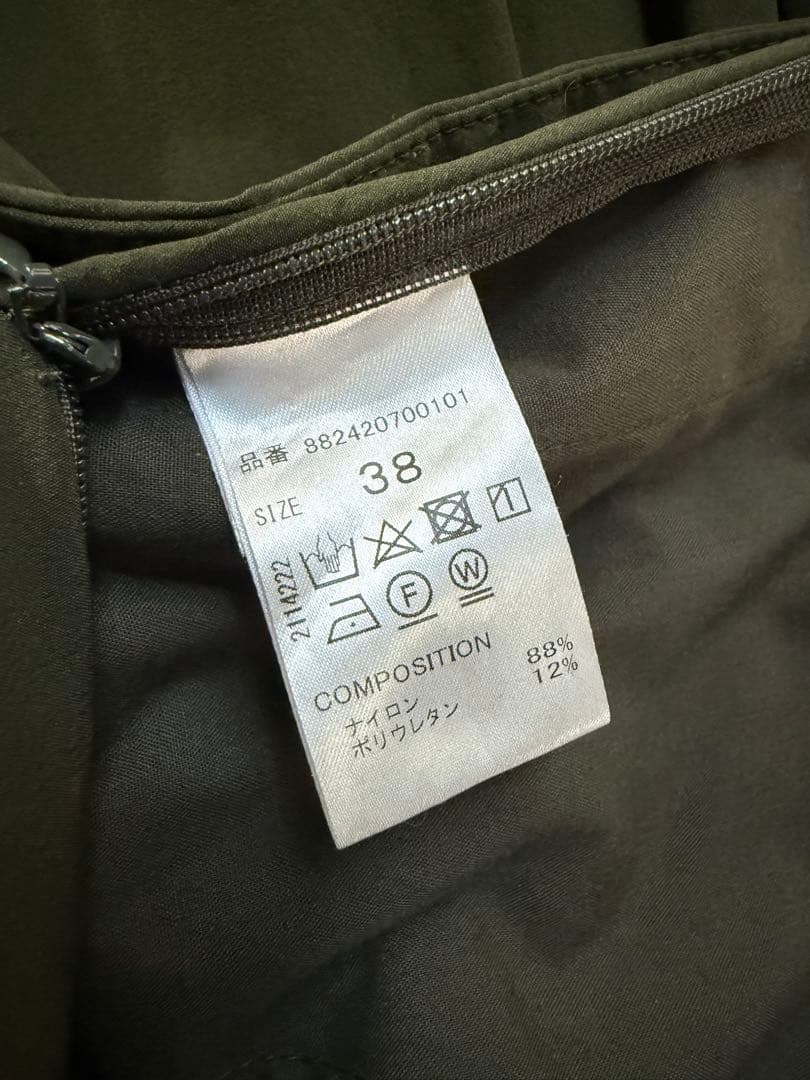 品番 882420700101
SIZE 38
2114222
F W
COMPOSITION
ナイロン 88%
ポリウレタン 12%